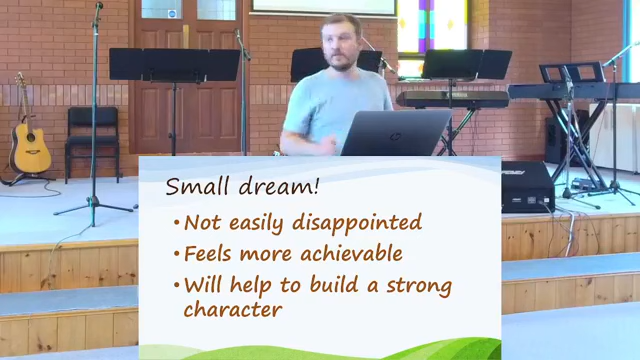 Small dream!
• Not easily disappointed
• Feels more achievable
• Will help to build a strong
character